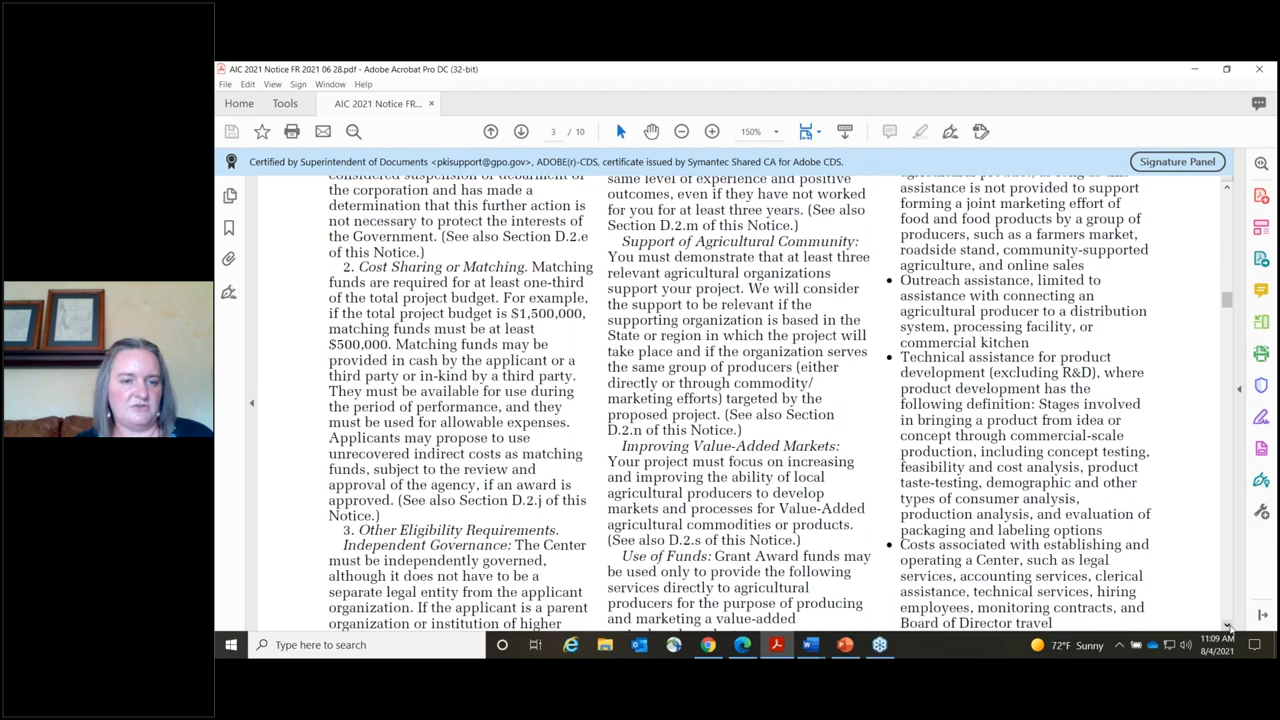 AIC 2021 Notice FR 2021 06 28.pdf - Adobe Acrobat Pro DC (32-bit)
File Edit View Sign Window Help
Home Tools AIC 2021 Notice FR... ×
3 / 10 150%
Certified by Superintendent of Documents <pkisupport@gpo.gov>, ADOBE(r)-CDS, certificate issued by Symantec Shared CA for Adobe CDS.
Signature Panel
considered suspension or debarment of
the corporation and has made a
determination that this further action is
not necessary to protect the interests of
the Government. (See also Section D.2.e
of this Notice.)
2. Cost Sharing or Matching. Matching
funds are required for at least one-third
of the total project budget. For example,
if the total project budget is $1,500,000,
matching funds must be at least
$500,000. Matching funds may be
provided in cash by the applicant or a
third party or in-kind by a third party.
They must be available for use during
the period of performance, and they
must be used for allowable expenses.
Applicants may propose to use
unrecovered indirect costs as matching
funds, subject to the review and
approval of the agency, if an award is
approved. (See also Section D.2.j of this
Notice.)
3. Other Eligibility Requirements.
Independent Governance: The Center
must be independently governed,
although it does not have to be a
separate legal entity from the applicant
organization. If the applicant is a parent
organization or institution of higher
same level of experience and positive
outcomes, even if they have not worked
for you for at least three years. (See also
Section D.2.m of this Notice.)
Support of Agricultural Community:
You must demonstrate that at least three
relevant agricultural organizations
support your project. We will consider
the support to be relevant if the
supporting organization is based in the
State or region in which the project will
take place and if the organization serves
the same group of producers (either
directly or through commodity/
marketing efforts) targeted by the
proposed project. (See also Section
D.2.n of this Notice.)
Improving Value-Added Markets:
Your project must focus on increasing
and improving the ability of local
agricultural producers to develop
markets and processes for Value-Added
agricultural commodities or products.
(See also D.2.s of this Notice.)
Use of Funds: Grant Award funds may
be used only to provide the following
services directly to agricultural
producers for the purpose of producing
and marketing a value-added
assistance is not provided to support
forming a joint marketing effort of
food and food products by a group of
producers, such as a farmers market,
roadside stand, community-supported
agriculture, and online sales
• Outreach assistance, limited to
assistance with connecting an
agricultural producer to a distribution
system, processing facility, or
commercial kitchen
• Technical assistance for product
development (excluding R&D), where
product development has the
following definition: Stages involved
in bringing a product from idea or
concept through commercial-scale
production, including concept testing,
feasibility and cost analysis, product
taste-testing, demographic and other
types of consumer analysis,
production analysis, and evaluation of
packaging and labeling options
• Costs associated with establishing and
operating a Center, such as legal
services, accounting services, clerical
assistance, technical services, hiring
employees, monitoring contracts, and
Board of Director travel
Type here to search
72°F Sunny
11:09 AM
8/4/2021